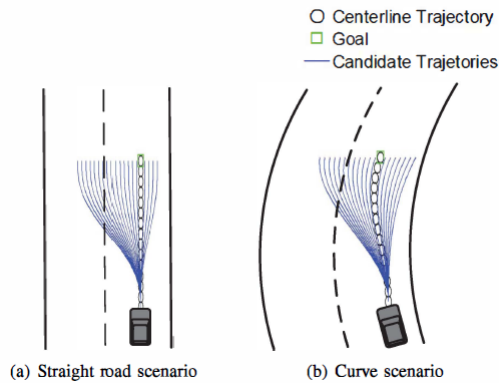 Centerline Trajectory
Goal
Candidate Trajetories
(a) Straight road scenario
(b) Curve scenario